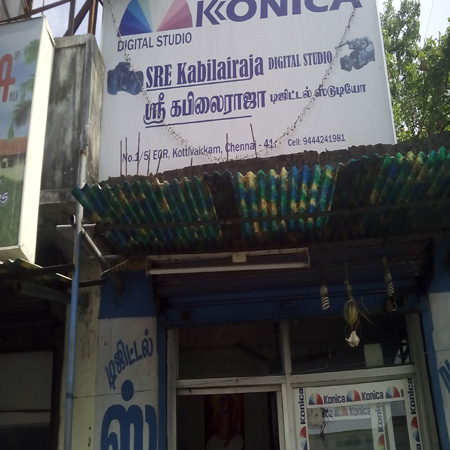 KONICA
DIGITAL STUDIO
SRE Kabilairaja DIGITAL STUDIO
ஸ்ரீ கபிலைராஜா டிஜிட்டல் ஸ்டுடியோ
No.1/5, ECR, Kottivakkam, Chennai - 41. Cell: 9444241981
டிஜிட்டல்
ஸ்
Konica Konica